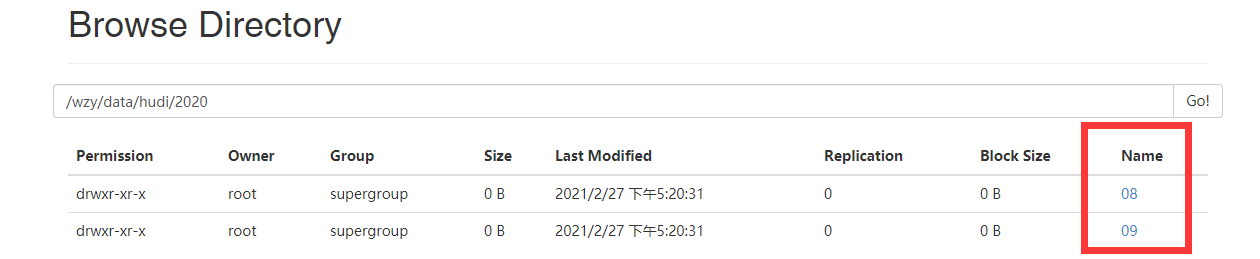 Browse Directory
/wzy/data/hudi/2020 Go!
Permission Owner Group Size Last Modified Replication Block Size Name
drwxr-xr-x root supergroup 0 B 2021/2/27 下午5:20:31 0 0 B 08
drwxr-xr-x root supergroup 0 B 2021/2/27 下午5:20:31 0 0 B 09